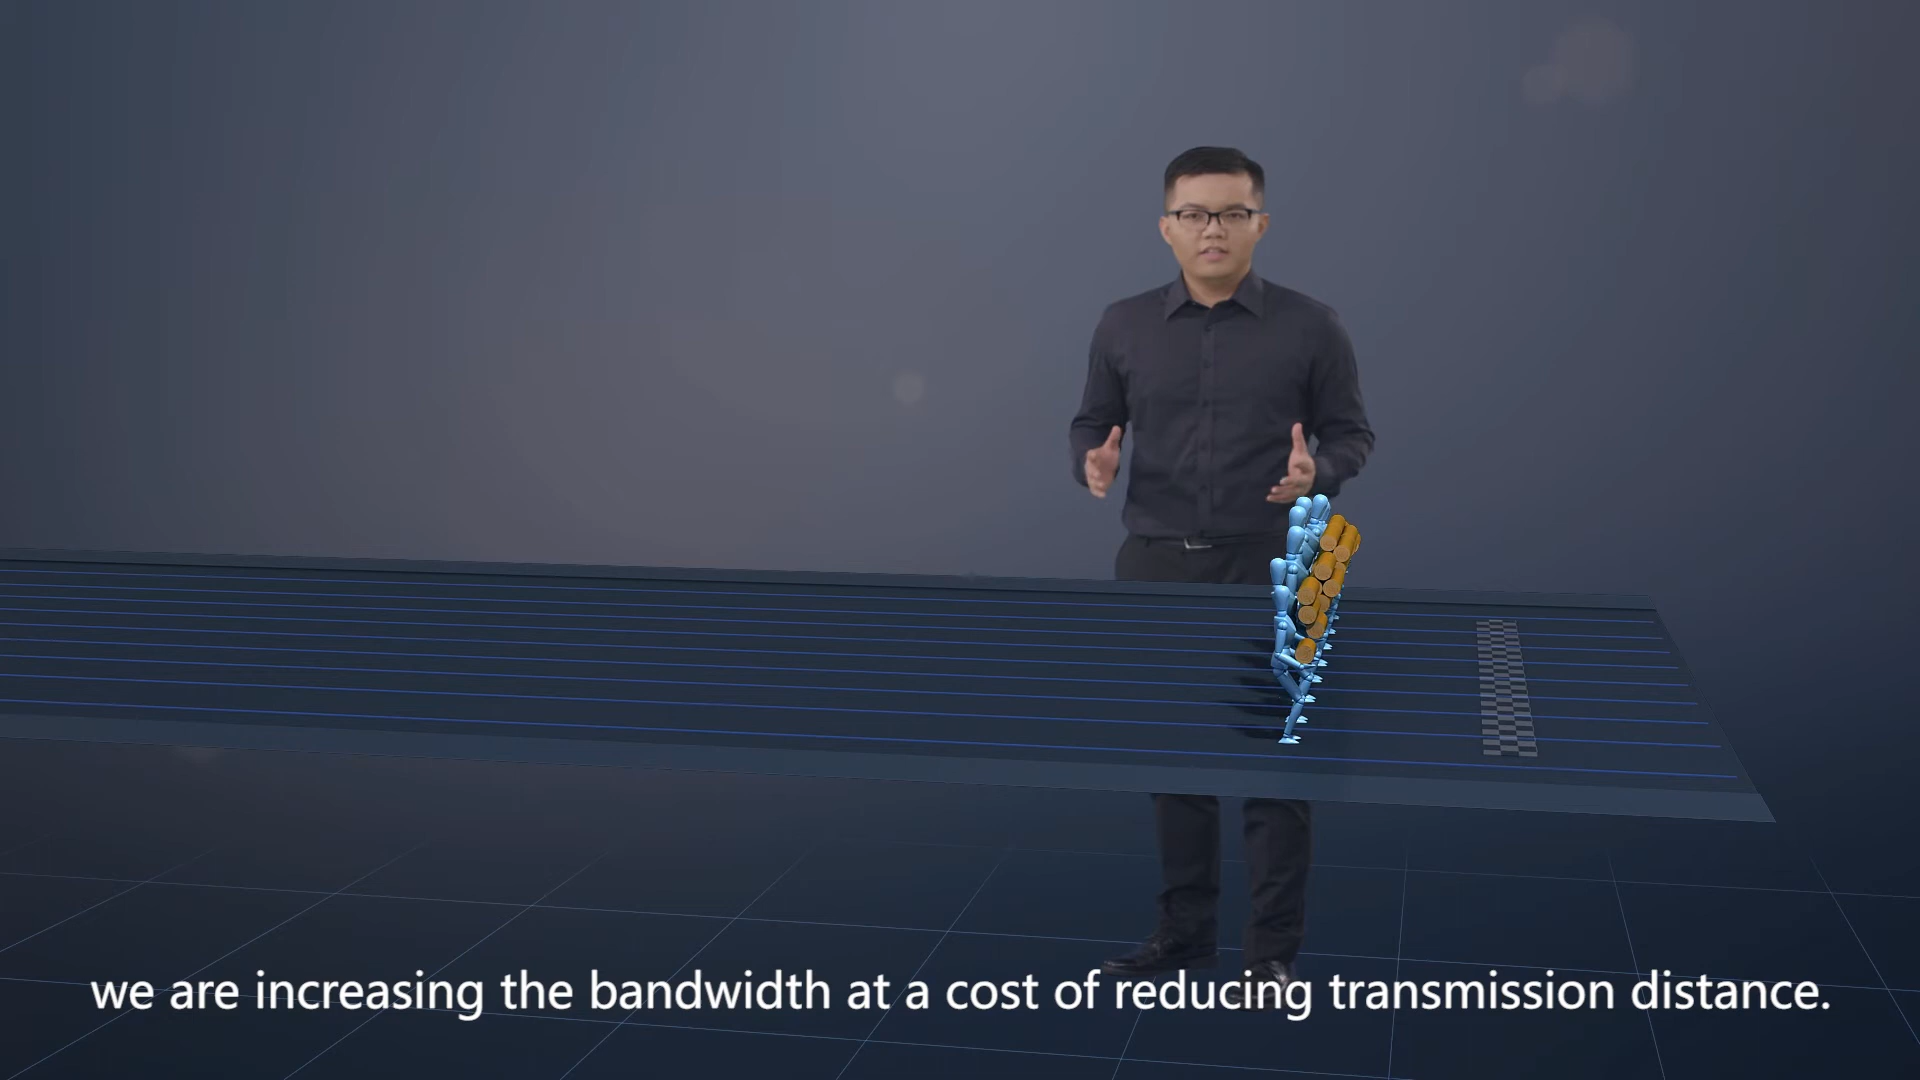 we are increasing the bandwidth at a cost of reducing transmission distance.